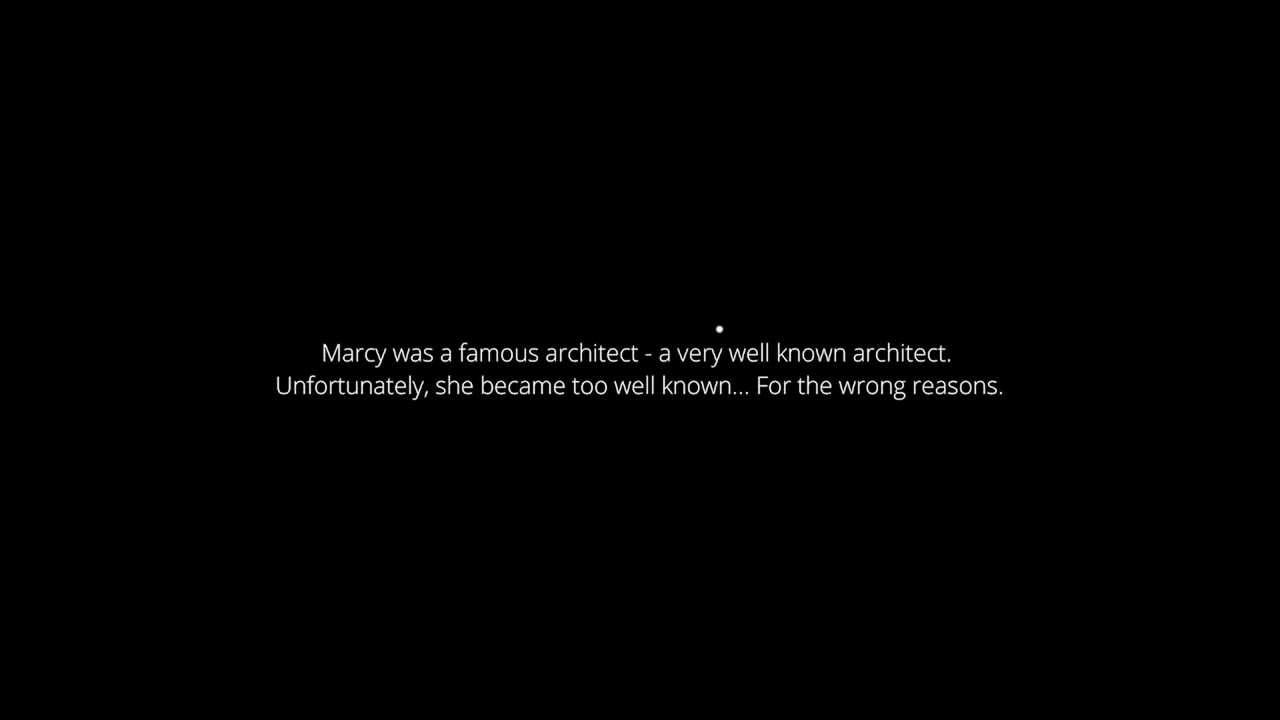 Marcy was a famous architect - a very well known architect.
Unfortunately, she became too well known... For the wrong reasons.